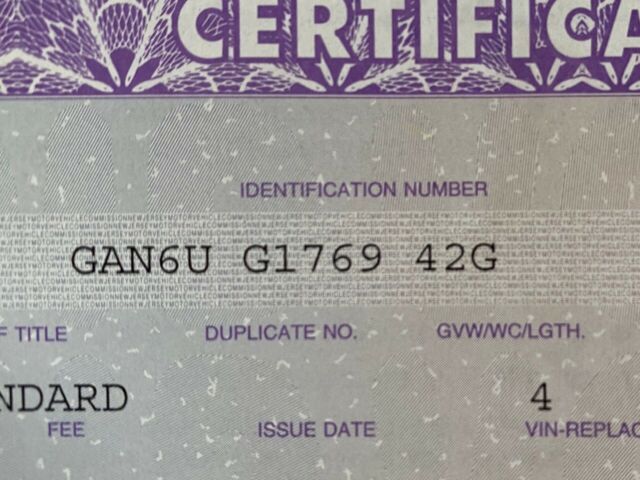 CERTIFICA
IDENTIFICATION NUMBER
GAN6U G1769 42G
F TITLE DUPLICATE NO. GVW/WC/LGTH.
NDARD 4
FEE ISSUE DATE VIN-REPLAC